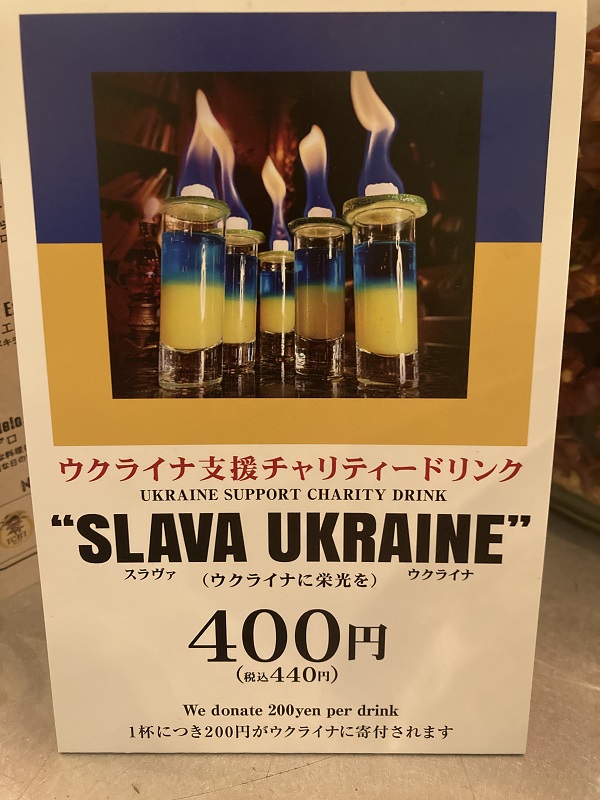 ウクライナ支援チャリティードリンク
UKRAINE SUPPORT CHARITY DRINK
“SLAVA UKRAINE”
スラヴァ (ウクライナに栄光を) ウクライナ
400円
(税込440円)
We donate 200yen per drink
1杯につき200円がウクライナに寄付されます